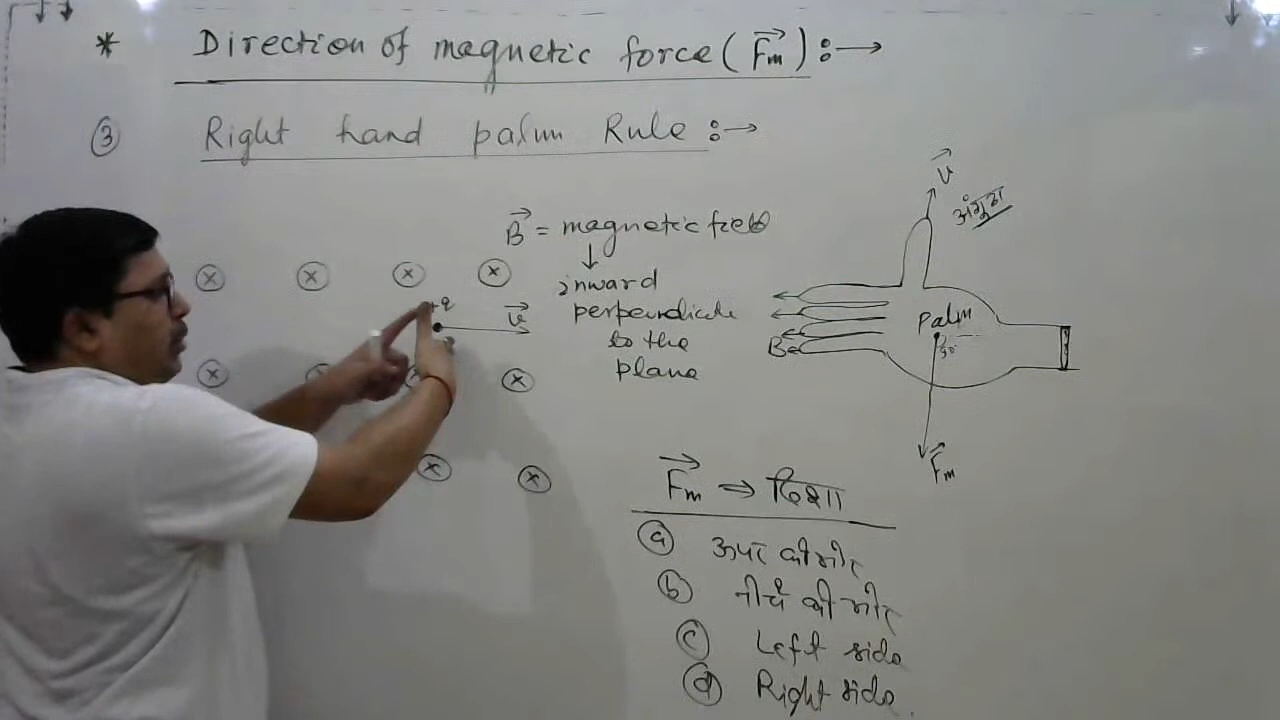 * Direction of magnetic force (F⃗m) :→
③ Right hand palm Rule :→
B⃗ = magnetic field
↓
inward
perpendicular
to the
plane
+q
v⃗
v⃗
अंगुठा
palm
90°
B
F⃗m
F⃗m ⇒ दिशा
ⓐ ऊपर की ओर
ⓑ नीचे की ओर
ⓒ Left side
ⓓ Right side